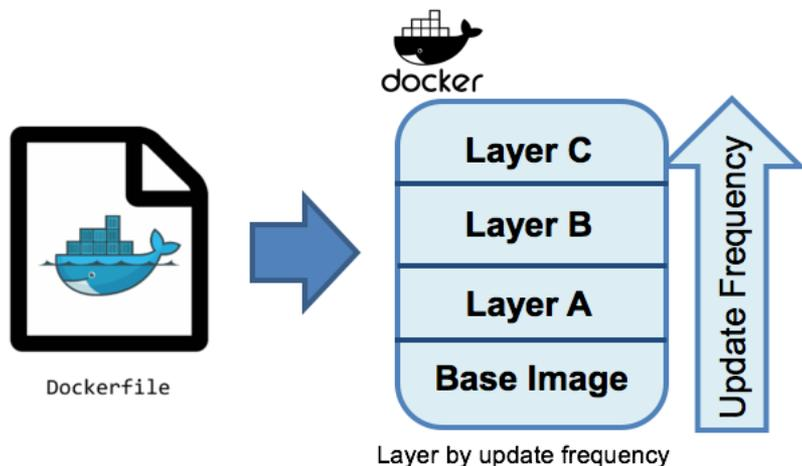 docker
Layer C
Layer B
Layer A
Base Image
Update Frequency
Dockerfile
Layer by update frequency